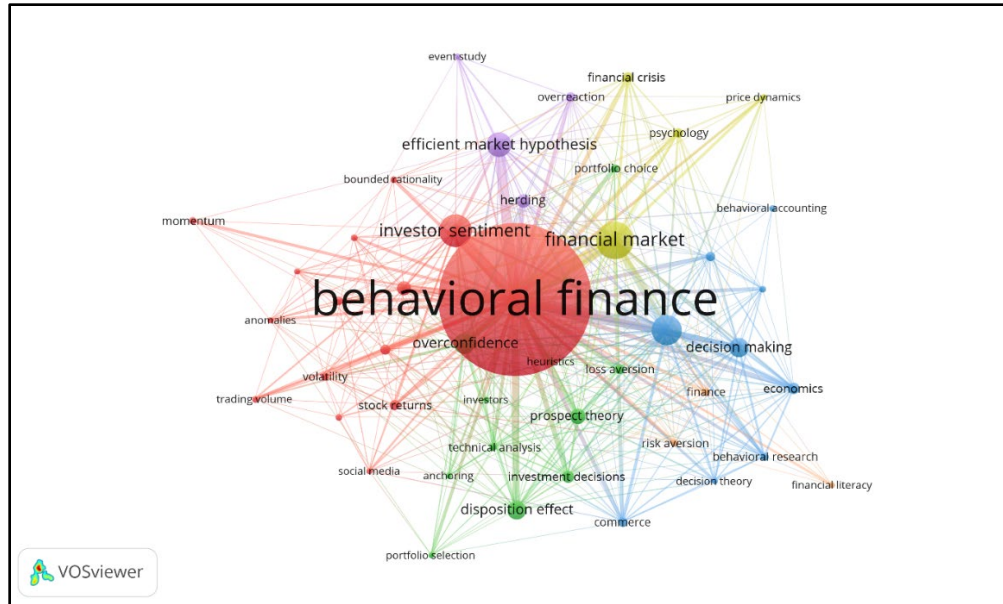 event study
financial crisis
overreaction
price dynamics
psychology
efficient market hypothesis
portfolio choice
bounded rationality
herding
behavioral accounting
momentum
investor sentiment
financial market
behavioral finance
anomalies
overconfidence
decision making
heuristics
loss aversion
volatility
economics
finance
trading volume
investors
stock returns
prospect theory
risk aversion
technical analysis
behavioral research
social media
anchoring
investment decisions
decision theory
financial literacy
disposition effect
commerce
portfolio selection
VOSviewer